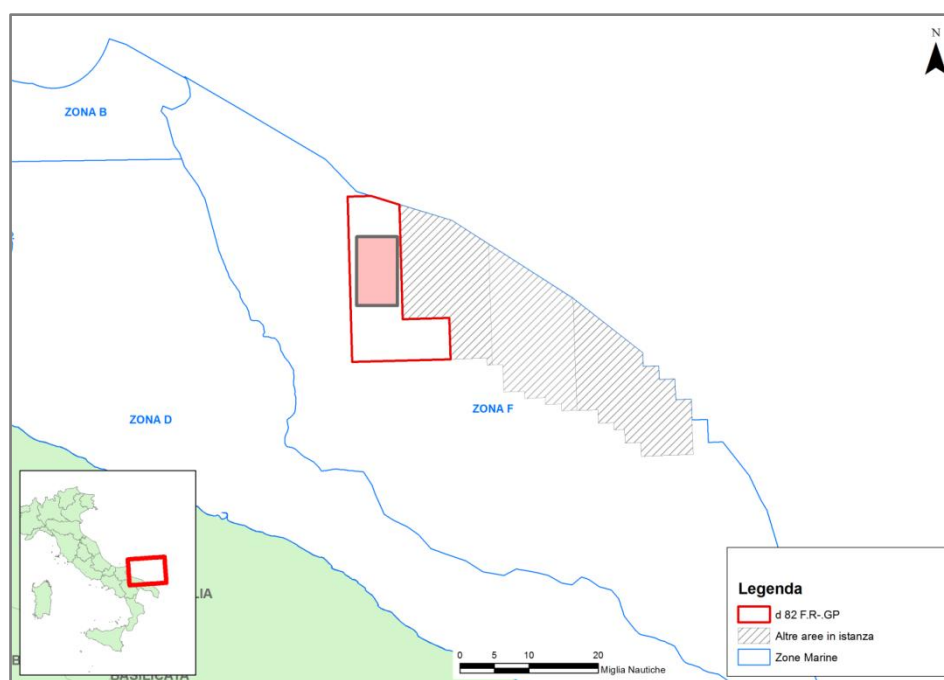 N
ZONA B
ZONA D
ZONA F
LIA
B
BASILICATA
0 5 10 20
Miglia Nautiche
Legenda
d 82 F.R-.GP
Altre aree in istanza
Zone Marine